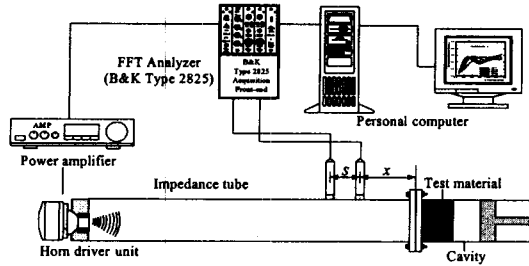 FFT Analyzer
(B&K Type 2825)
B&K
Type 2825
Acquisition
Front-end
Personal computer
AMP
Power amplifier
Impedance tube
S
x
Test material
Horn driver unit
Cavity